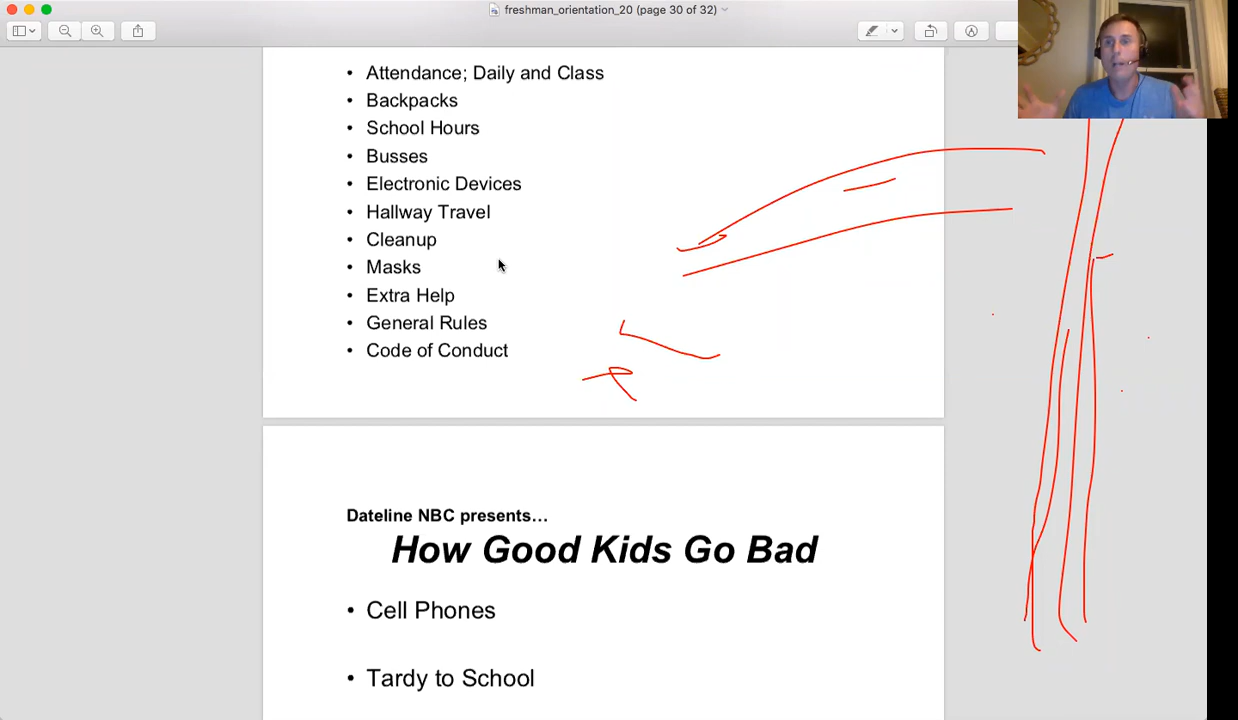 freshman_orientation_20 (page 30 of 32)
• Attendance; Daily and Class
• Backpacks
• School Hours
• Busses
• Electronic Devices
• Hallway Travel
• Cleanup
• Masks
• Extra Help
• General Rules
• Code of Conduct
Dateline NBC presents…
How Good Kids Go Bad
• Cell Phones
• Tardy to School